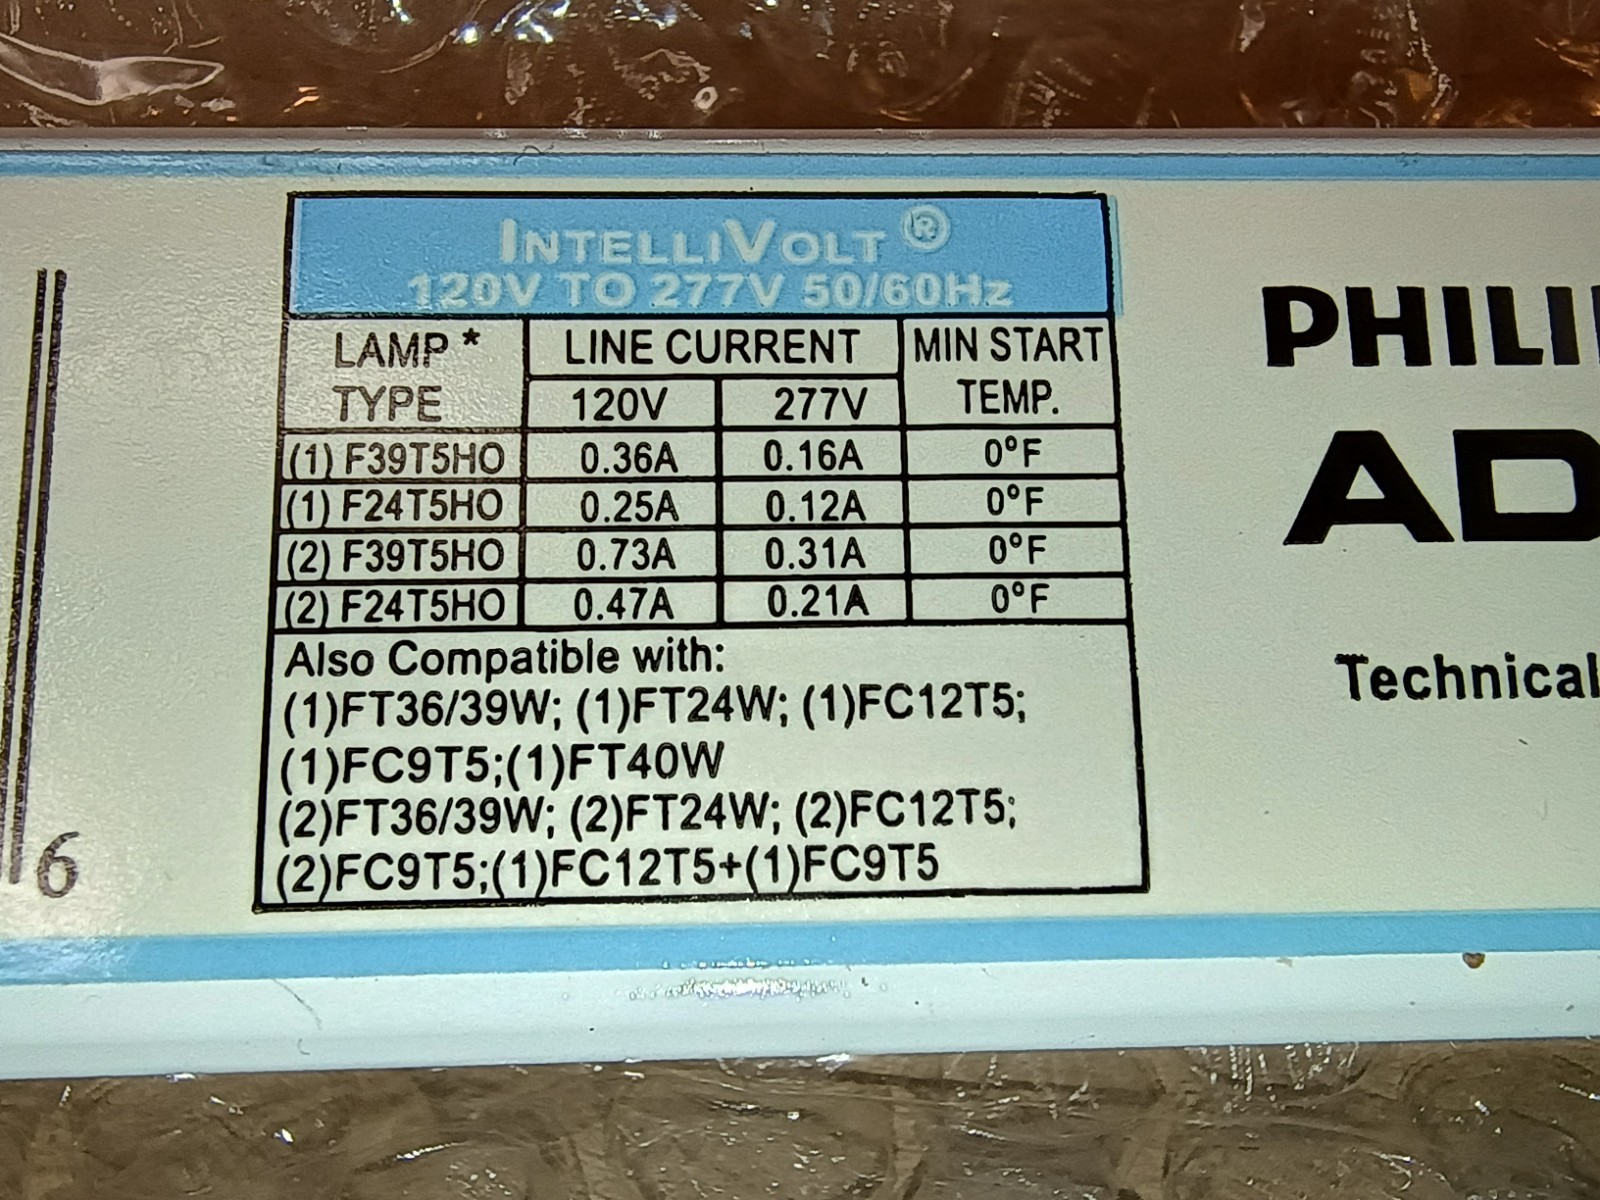 INTELLIVOLT ®
120V TO 277V 50/60Hz
LAMP * LINE CURRENT MIN START
TYPE 120V 277V TEMP.
(1) F39T5HO 0.36A 0.16A 0°F
(1) F24T5HO 0.25A 0.12A 0°F
(2) F39T5HO 0.73A 0.31A 0°F
(2) F24T5HO 0.47A 0.21A 0°F
Also Compatible with:
(1)FT36/39W; (1)FT24W; (1)FC12T5;
(1)FC9T5;(1)FT40W
(2)FT36/39W; (2)FT24W; (2)FC12T5;
(2)FC9T5;(1)FC12T5+(1)FC9T5
6
PHILI
AD
Technical